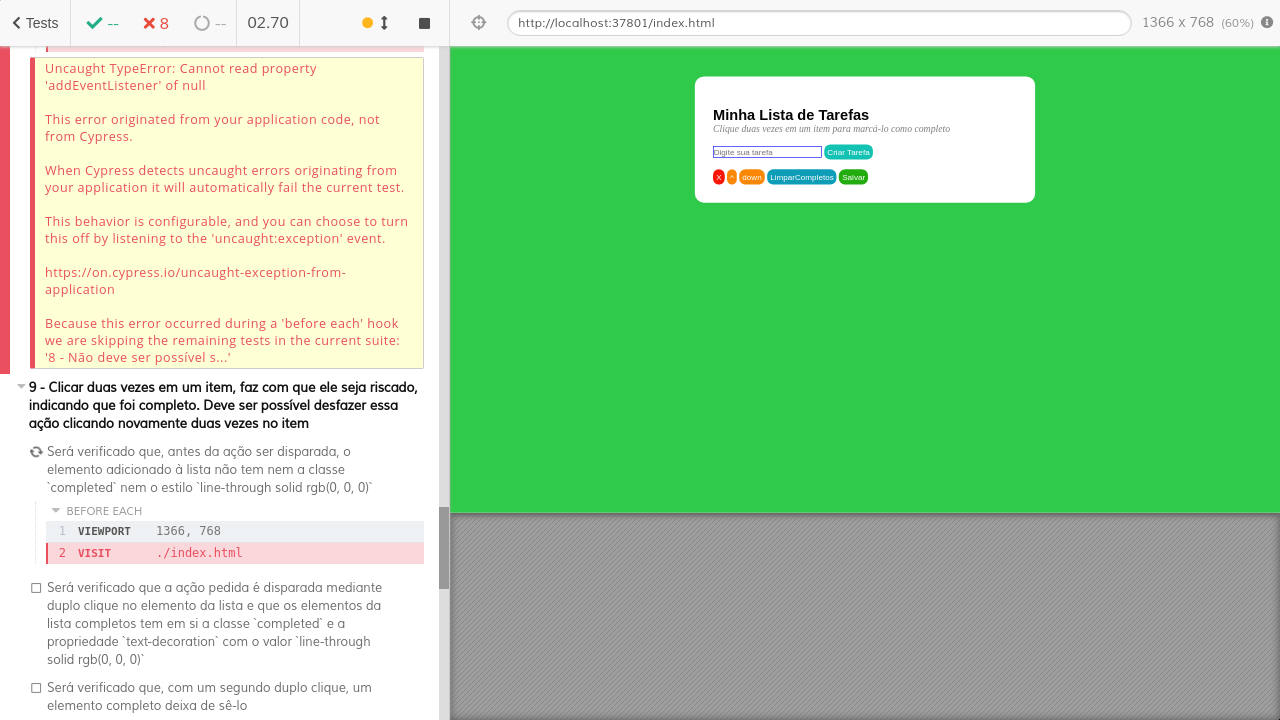 Tests
--
8
--
02.70
http://localhost:37801/index.html
1366 x 768 (60%)
Uncaught TypeError: Cannot read property
'addEventListener' of null
This error originated from your application code, not
from Cypress.
When Cypress detects uncaught errors originating from
your application it will automatically fail the current test.
This behavior is configurable, and you can choose to turn
this off by listening to the 'uncaught:exception' event.
https://on.cypress.io/uncaught-exception-from-
application
Because this error occurred during a 'before each' hook
we are skipping the remaining tests in the current suite:
'8 - Não deve ser possível s...'
9 - Clicar duas vezes em um item, faz com que ele seja riscado,
indicando que foi completo. Deve ser possível desfazer essa
ação clicando novamente duas vezes no item
Será verificado que, antes da ação ser disparada, o
elemento adicionado à lista não tem nem a classe
`completed` nem o estilo `line-through solid rgb(0, 0, 0)`
BEFORE EACH
1 VIEWPORT 1366, 768
2 VISIT ./index.html
Será verificado que a ação pedida é disparada mediante
duplo clique no elemento da lista e que os elementos da
lista completos tem em si a classe `completed` e a
propriedade `text-decoration` com o valor `line-through
solid rgb(0, 0, 0)`
Será verificado que, com um segundo duplo clique, um
elemento completo deixa de sê-lo
Minha Lista de Tarefas
Clique duas vezes em um item para marcá-lo como completo
Digite sua tarefa Criar Tarefa
X ^ down LimparCompletos Salvar